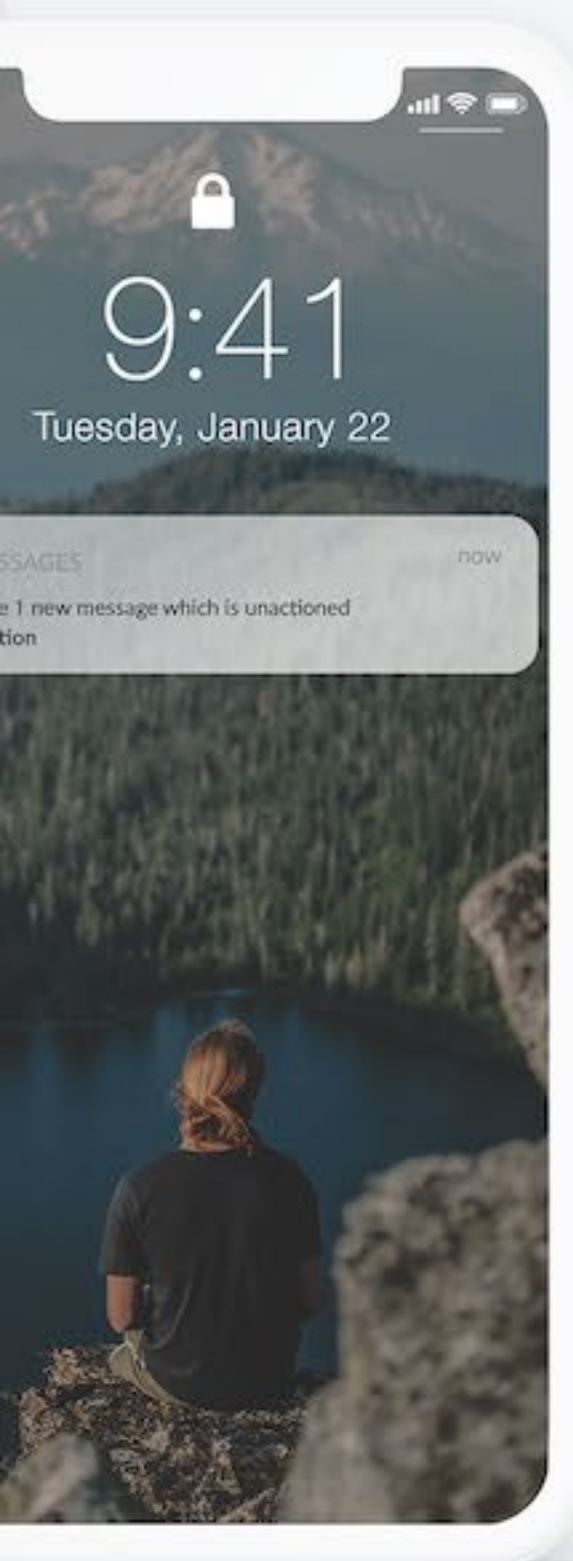 9:41
Tuesday, January 22
SSAGES now
e 1 new message which is unactioned
tion